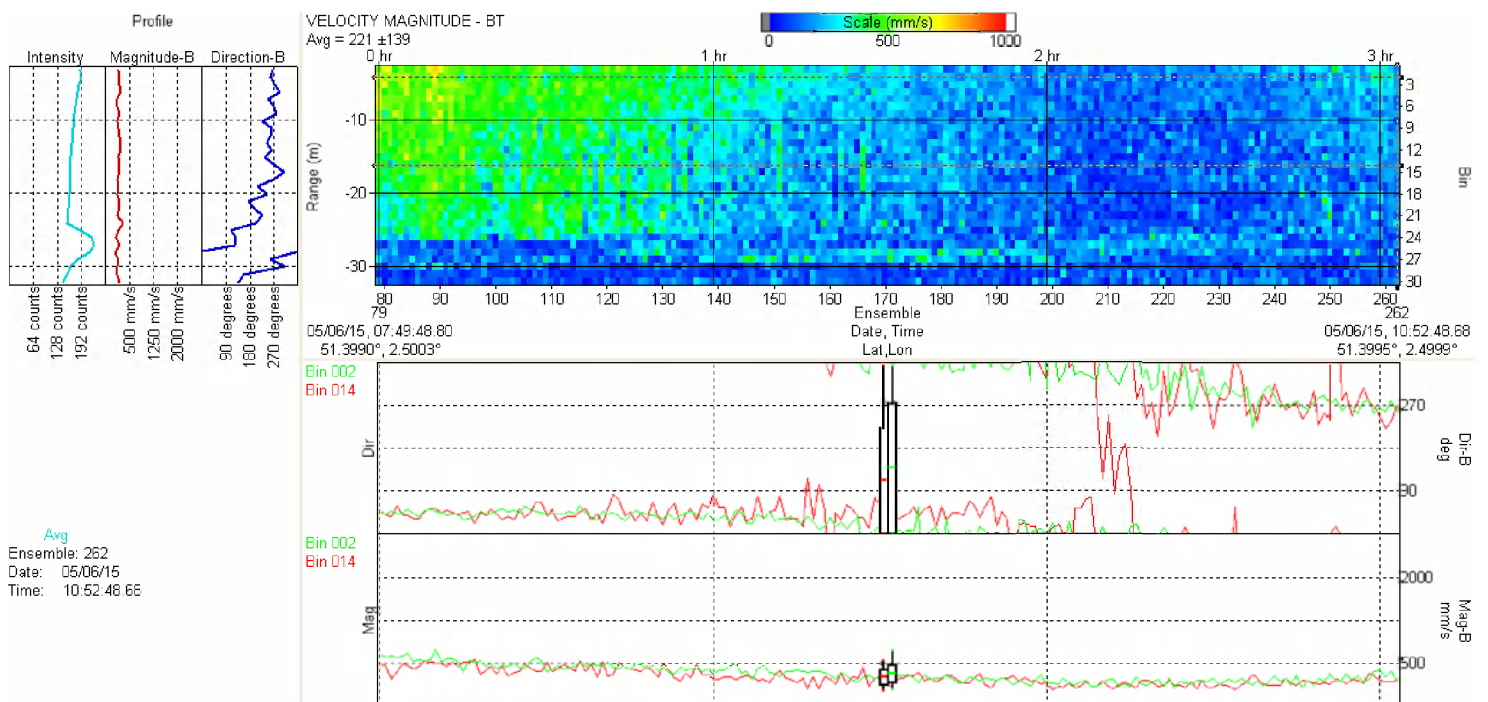 Profile
Intensity Magnitude-B Direction-B
64 counts
128 counts
192 counts
500 mm/s
1250 mm/s
2000 mm/s
90 degrees
180 degrees
270 degrees
Avg
Ensemble: 262
Date: 05/06/15
Time: 10:52:48.68
VELOCITY MAGNITUDE - BT
Avg = 221 ±139
Scale (mm/s)
0 500 1000
0 hr 1 hr 2 hr 3 hr
Range (m)
-10
-20
-30
3
6
9
12
15
18
21
24
27
30
Bin
80 90 100 110 120 130 140 150 160 170 180 190 200 210 220 230 240 250 260
79 Ensemble 262
05/06/15, 07:49:48.80 Date, Time 05/06/15, 10:52:48.68
51.3990°, 2.5003° Lat,Lon 51.3995°, 2.4999°
Bin 002
Bin 014
Dir
270
90
Dir-B
deg
Bin 002
Bin 014
Mag
2000
500
Mag-B
mm/s